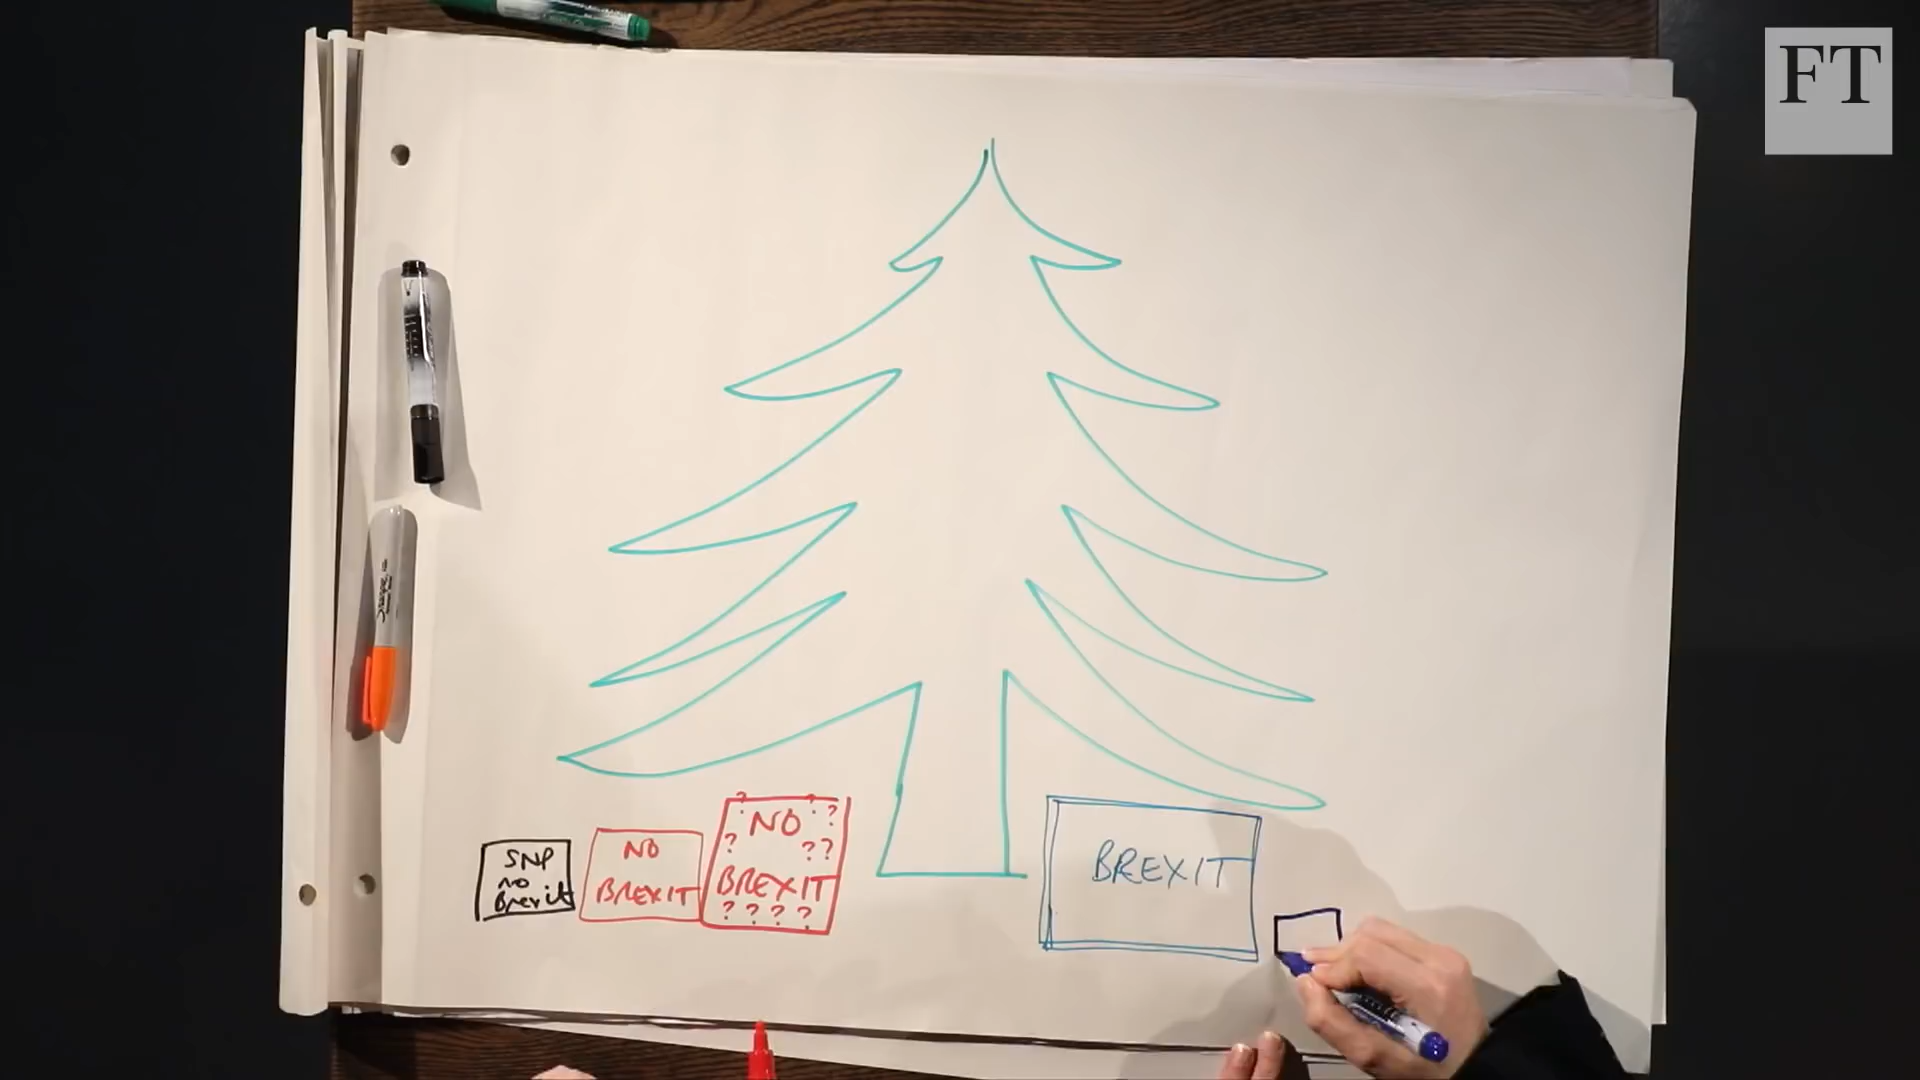 FT
SNP
no
Brexit
NO
BREXIT
? ? ?
NO
? ??
BREXIT
? ? ? ?
BREXIT